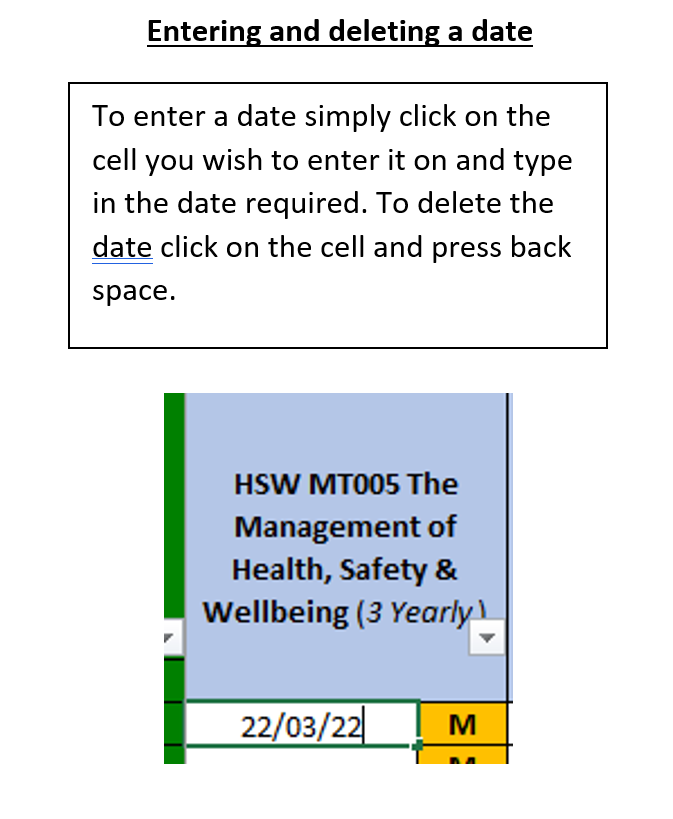 Entering and deleting a date
To enter a date simply click on the
cell you wish to enter it on and type
in the date required. To delete the
date click on the cell and press back
space.
HSW MT005 The
Management of
Health, Safety &
Wellbeing (3 Yearly)
22/03/22 M
M